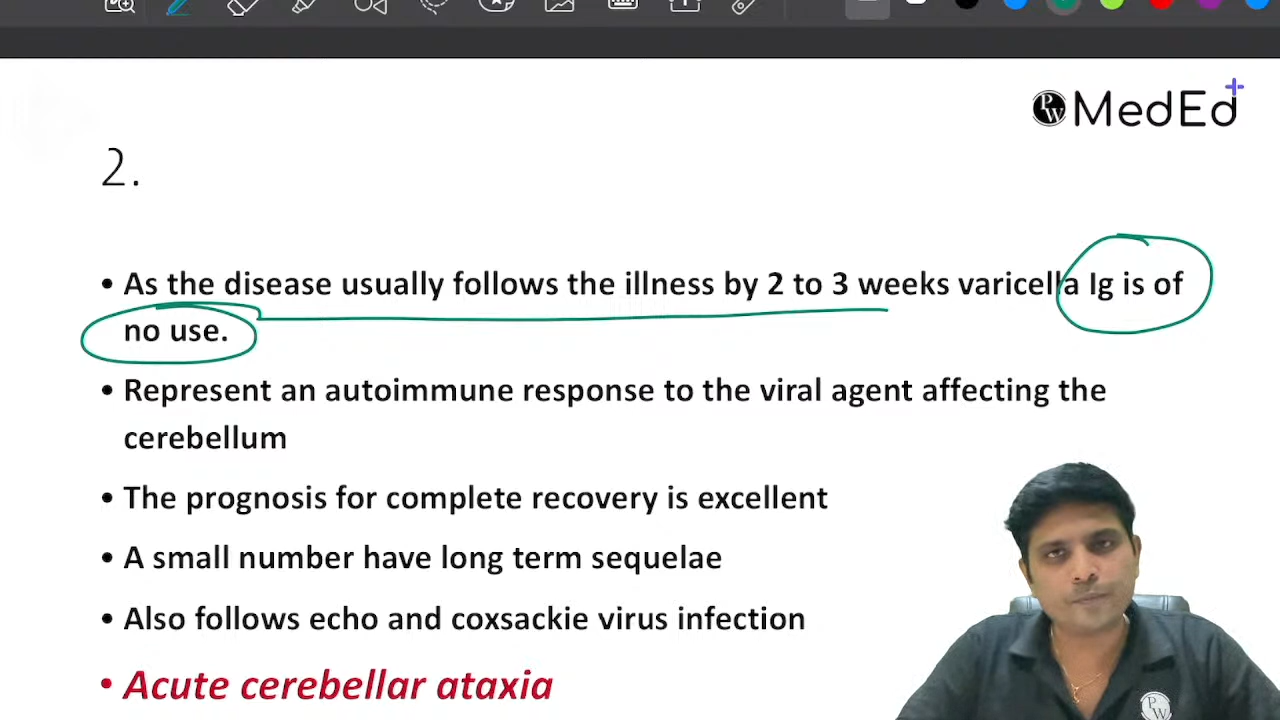 PW MedEd+
2.
• As the disease usually follows the illness by 2 to 3 weeks varicella Ig is of
no use.
• Represent an autoimmune response to the viral agent affecting the
cerebellum
• The prognosis for complete recovery is excellent
• A small number have long term sequelae
• Also follows echo and coxsackie virus infection
• Acute cerebellar ataxia
PW